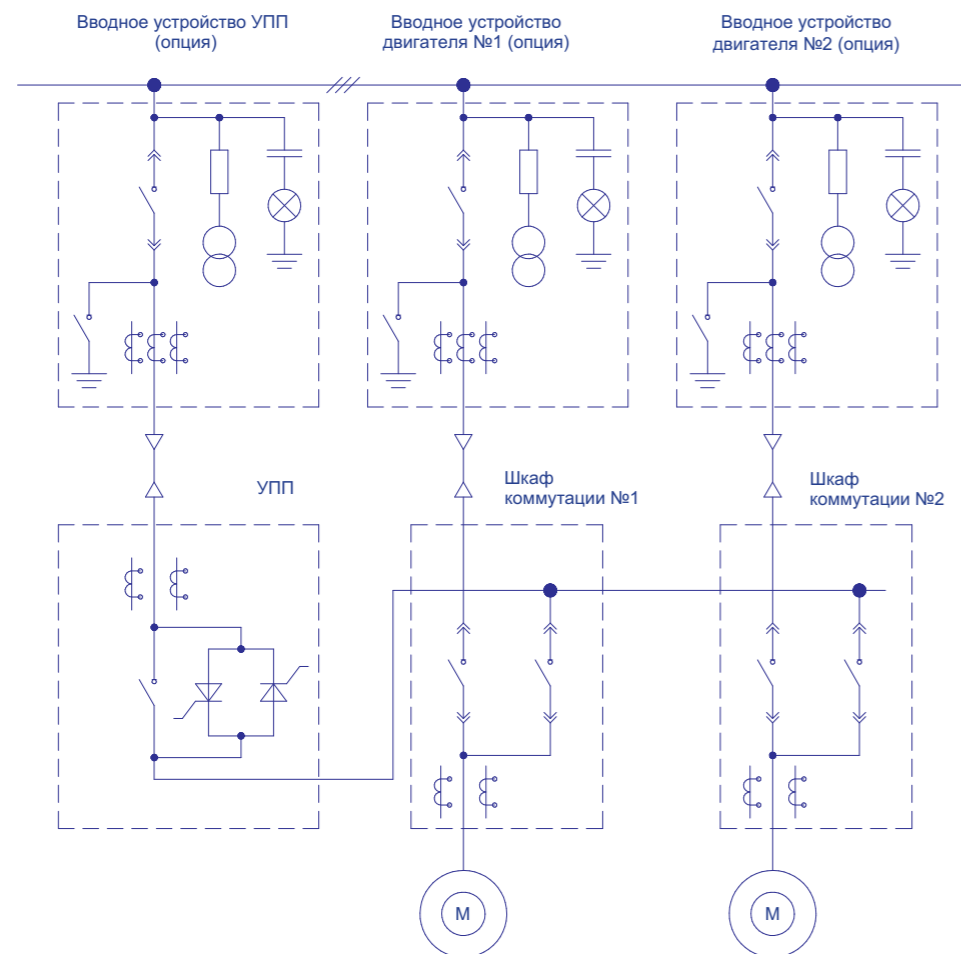 Вводное устройство УПП
(опция)
Вводное устройство
двигателя №1 (опция)
Вводное устройство
двигателя №2 (опция)
УПП
Шкаф
коммутации №1
Шкаф
коммутации №2
М
М